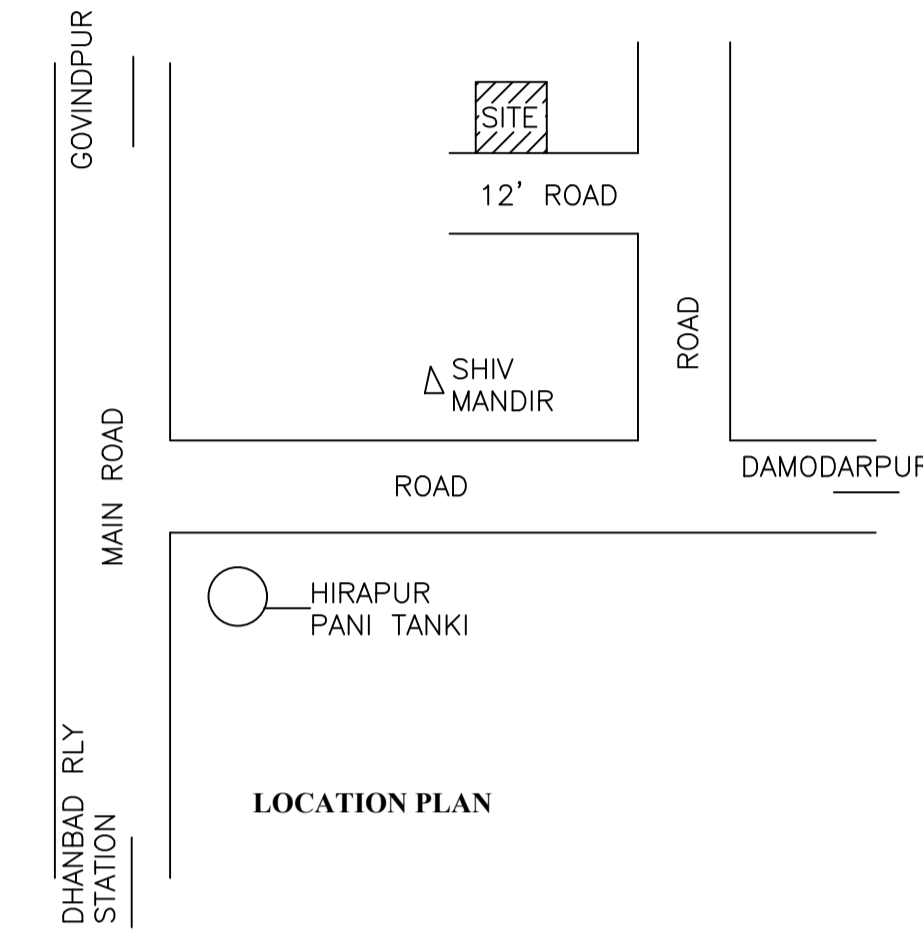 GOVINDPUR
SITE
12' ROAD
ROAD
SHIV
MANDIR
MAIN ROAD
ROAD
DAMODARPUR
HIRAPUR
PANI TANKI
DHANBAD RLY
STATION
LOCATION PLAN